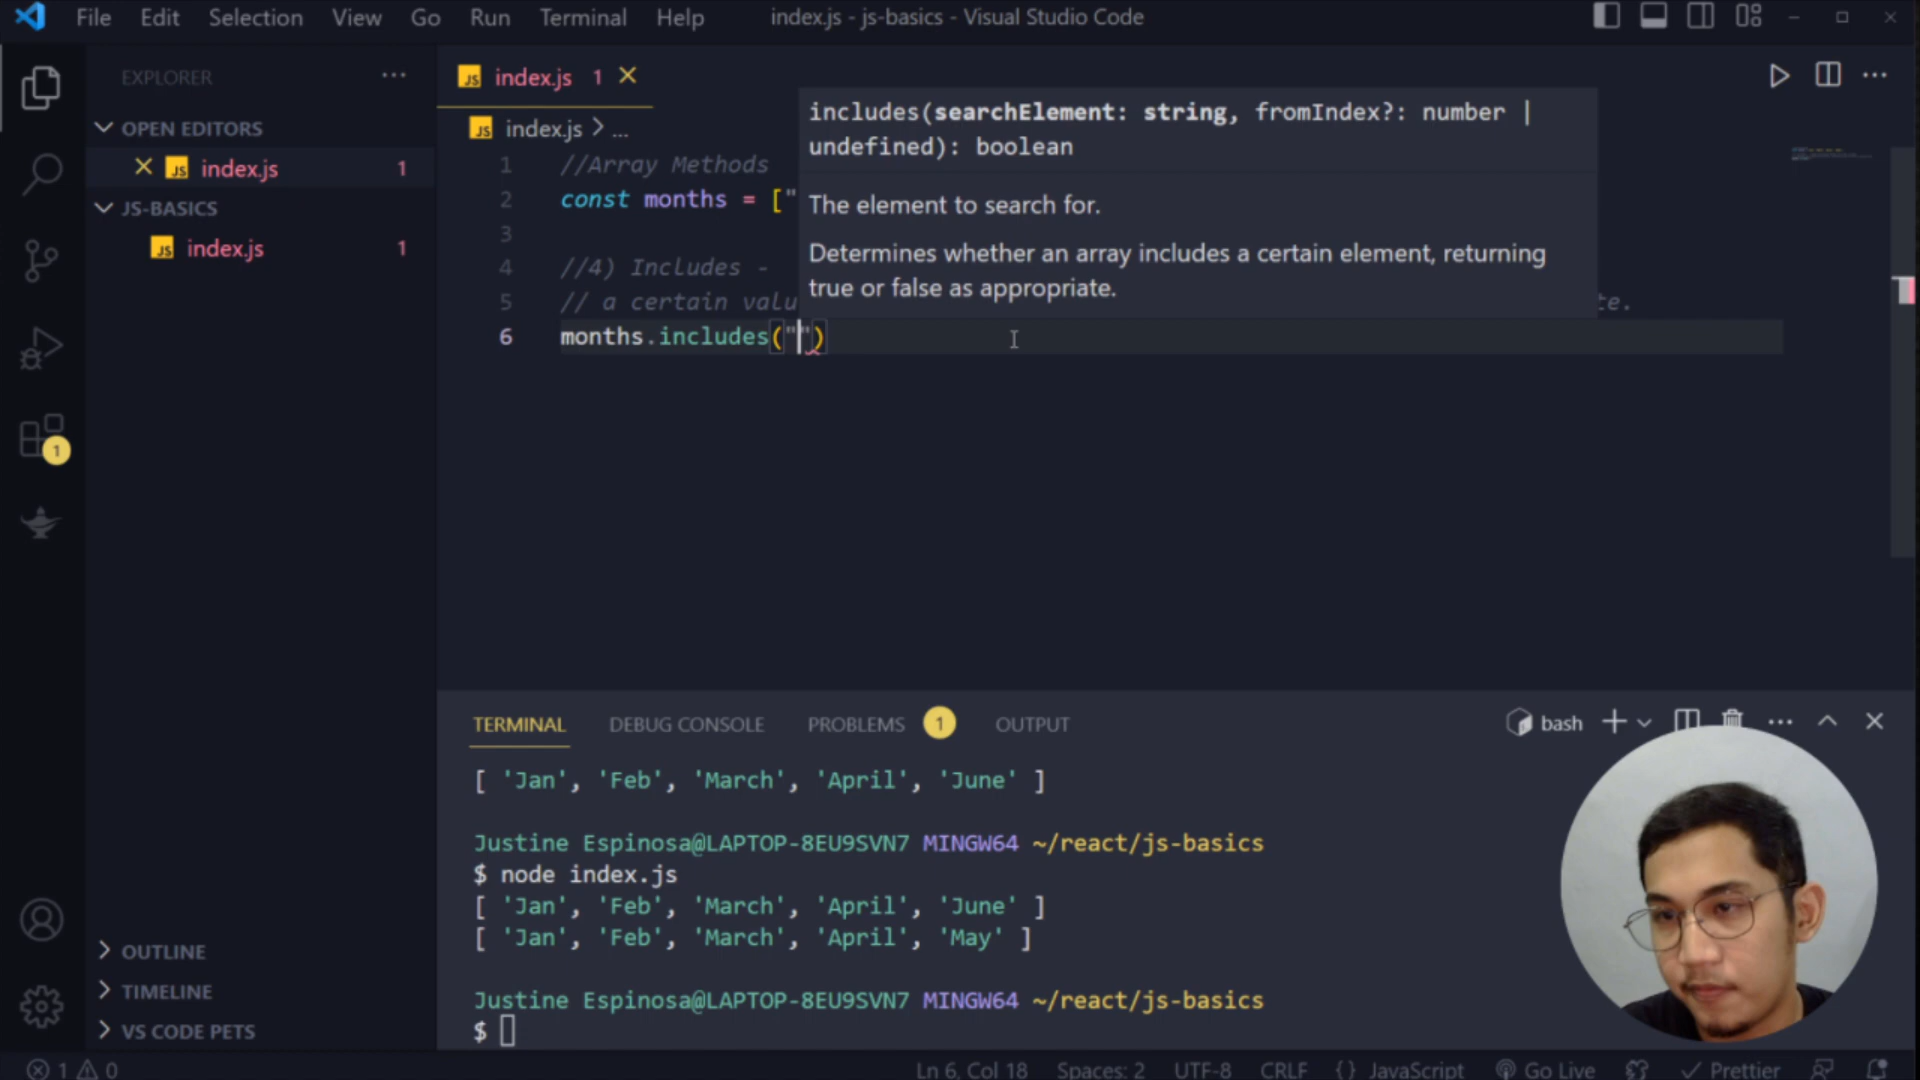 File Edit Selection View Go Run Terminal Help
index.js - js-basics - Visual Studio Code
EXPLORER
OPEN EDITORS
index.js 1
JS-BASICS
index.js 1
OUTLINE
TIMELINE
VS CODE PETS
1
JS index.js 1
JS index.js > ...
1 //Array Methods
2 const months = ["
3
4 //4) Includes -
5 // a certain valu te.
6 months.includes("")
includes(searchElement: string, fromIndex?: number |
undefined): boolean
The element to search for.
Determines whether an array includes a certain element, returning
true or false as appropriate.
TERMINAL DEBUG CONSOLE PROBLEMS 1 OUTPUT
bash
[ 'Jan', 'Feb', 'March', 'April', 'June' ]
Justine Espinosa@LAPTOP-8EU9SVN7 MINGW64 ~/react/js-basics
$ node index.js
[ 'Jan', 'Feb', 'March', 'April', 'June' ]
[ 'Jan', 'Feb', 'March', 'April', 'May' ]
Justine Espinosa@LAPTOP-8EU9SVN7 MINGW64 ~/react/js-basics
$
1 0 Ln 6, Col 18 Spaces: 2 UTF-8 CRLF {} JavaScript Go Live Prettier